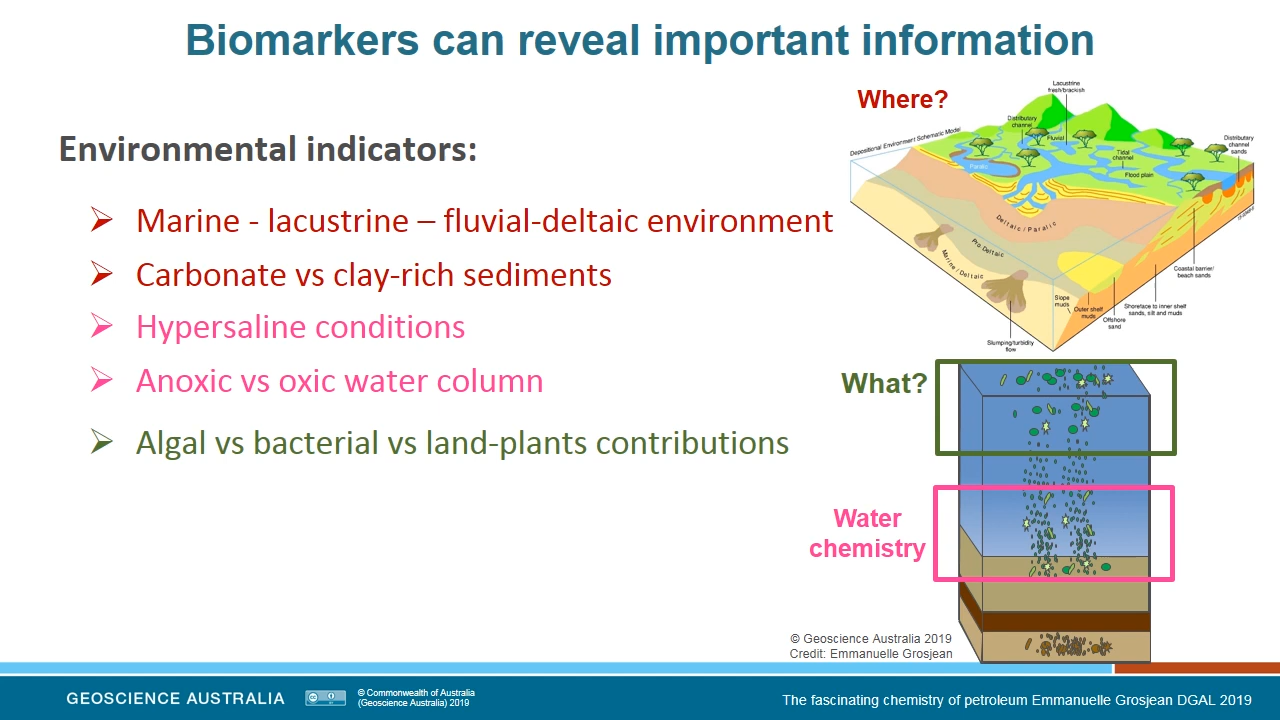 Biomarkers can reveal important information
Where?
Environmental indicators:
➢ Marine - lacustrine – fluvial-deltaic environment
➢ Carbonate vs clay-rich sediments
➢ Hypersaline conditions
➢ Anoxic vs oxic water column
➢ Algal vs bacterial vs land-plants contributions
Lacustrine
fresh/brackish
Depositional Environment Schematic Model
Distributary
channel
Fluvial
Tidal
channel
Flood plain
Distributary
channel
sands
Paralic
Deltaic / Paralic
Pro Deltaic
Marine / Deltaic
Slope
muds
Outer shelf
muds
Offshore
sand
Shoreface to inner shelf
sands, silt and muds
Coastal barrier/
beach sands
Slumping/turbidity
flow
What?
Water
chemistry
© Geoscience Australia 2019
Credit: Emmanuelle Grosjean
GEOSCIENCE AUSTRALIA
© Commonwealth of Australia
(Geoscience Australia) 2019
The fascinating chemistry of petroleum Emmanuelle Grosjean DGAL 2019